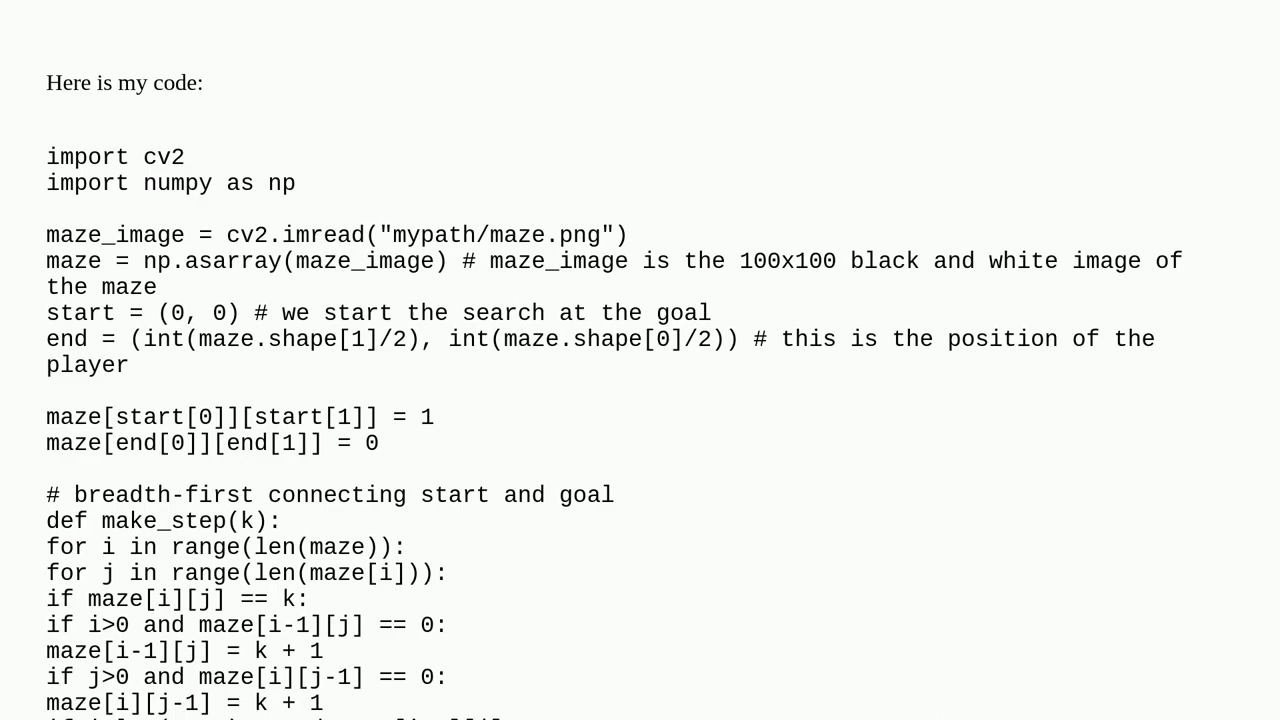 Here is my code:
import cv2
import numpy as np
maze_image = cv2.imread("mypath/maze.png")
maze = np.asarray(maze_image) # maze_image is the 100x100 black and white image of
the maze
start = (0, 0) # we start the search at the goal
end = (int(maze.shape[1]/2), int(maze.shape[0]/2)) # this is the position of the
player
maze[start[0]][start[1]] = 1
maze[end[0]][end[1]] = 0
# breadth-first connecting start and goal
def make_step(k):
for i in range(len(maze)):
for j in range(len(maze[i])):
if maze[i][j] == k:
if i>0 and maze[i-1][j] == 0:
maze[i-1][j] = k + 1
if j>0 and maze[i][j-1] == 0:
maze[i][j-1] = k + 1